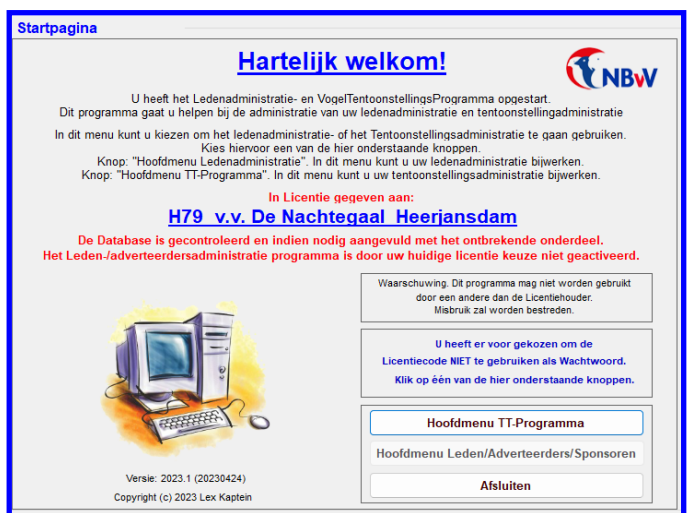 Startpagina
Hartelijk welkom!
NBvV
U heeft het Ledenadministratie- en VogelTentoonstellingsProgramma opgestart.
Dit programma gaat u helpen bij de administratie van uw ledenadministratie en tentoonstellingadministratie
In dit menu kunt u kiezen om het ledenadministratie- of het Tentoonstellingsadministratie te gaan gebruiken.
Kies hiervoor een van de hier onderstaande knoppen.
Knop: "Hoofdmenu Ledenadministratie". In dit menu kunt u uw ledenadministratie bijwerken.
Knop: "Hoofdmenu TT-Programma". In dit menu kunt u uw tentoonstellingsadministratie bijwerken.
In Licentie gegeven aan:
H79 v.v. De Nachtegaal Heerjansdam
De Database is gecontroleerd en indien nodig aangevuld met het ontbrekende onderdeel.
Het Leden-/adverteerdersadministratie programma is door uw huidige licentie keuze niet geactiveerd.
Waarschuwing. Dit programma mag niet worden gebruikt
door een andere dan de Licentiehouder.
Misbruik zal worden bestreden.
U heeft er voor gekozen om de
Licentiecode NIET te gebruiken als Wachtwoord.
Klik op één van de hier onderstaande knoppen.
Hoofdmenu TT-Programma
Hoofdmenu Leden/Adverteerders/Sponsoren
Afsluiten
Versie: 2023.1 (20230424)
Copyright (c) 2023 Lex Kaptein